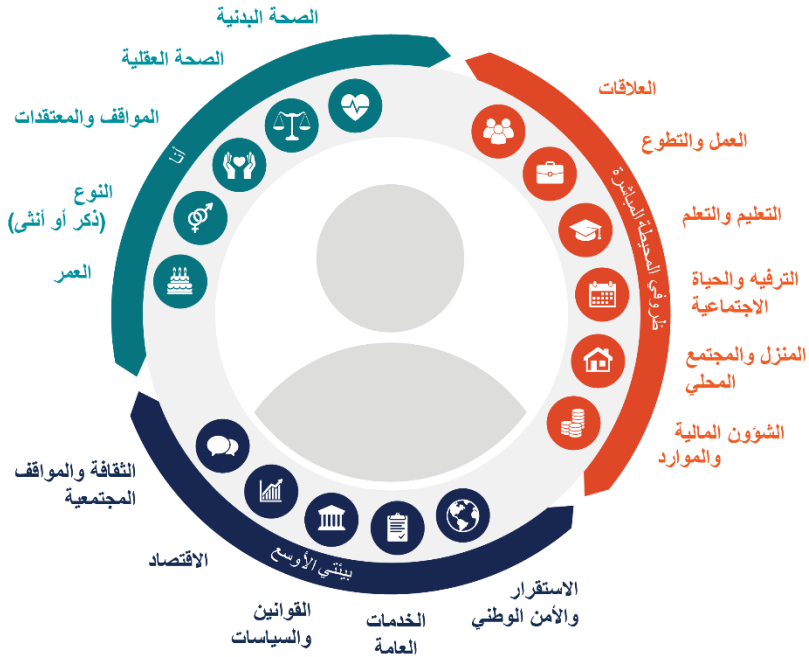 الصحة البدنية
الصحة العقلية
المواقف والمعتقدات
النوع
(ذكر أو أنثى)
العمر
أنا
العلاقات
العمل والتطوع
التعليم والتعلم
الترفيه والحياة
الاجتماعية
المنزل والمجتمع
المحلي
الشؤون المالية
والموارد
ظروفي المحيطة المباشرة
الثقافة والمواقف
المجتمعية
الاقتصاد
القوانين
والسياسات
الخدمات
العامة
الاستقرار
والأمن الوطني
بيئتي الأوسع